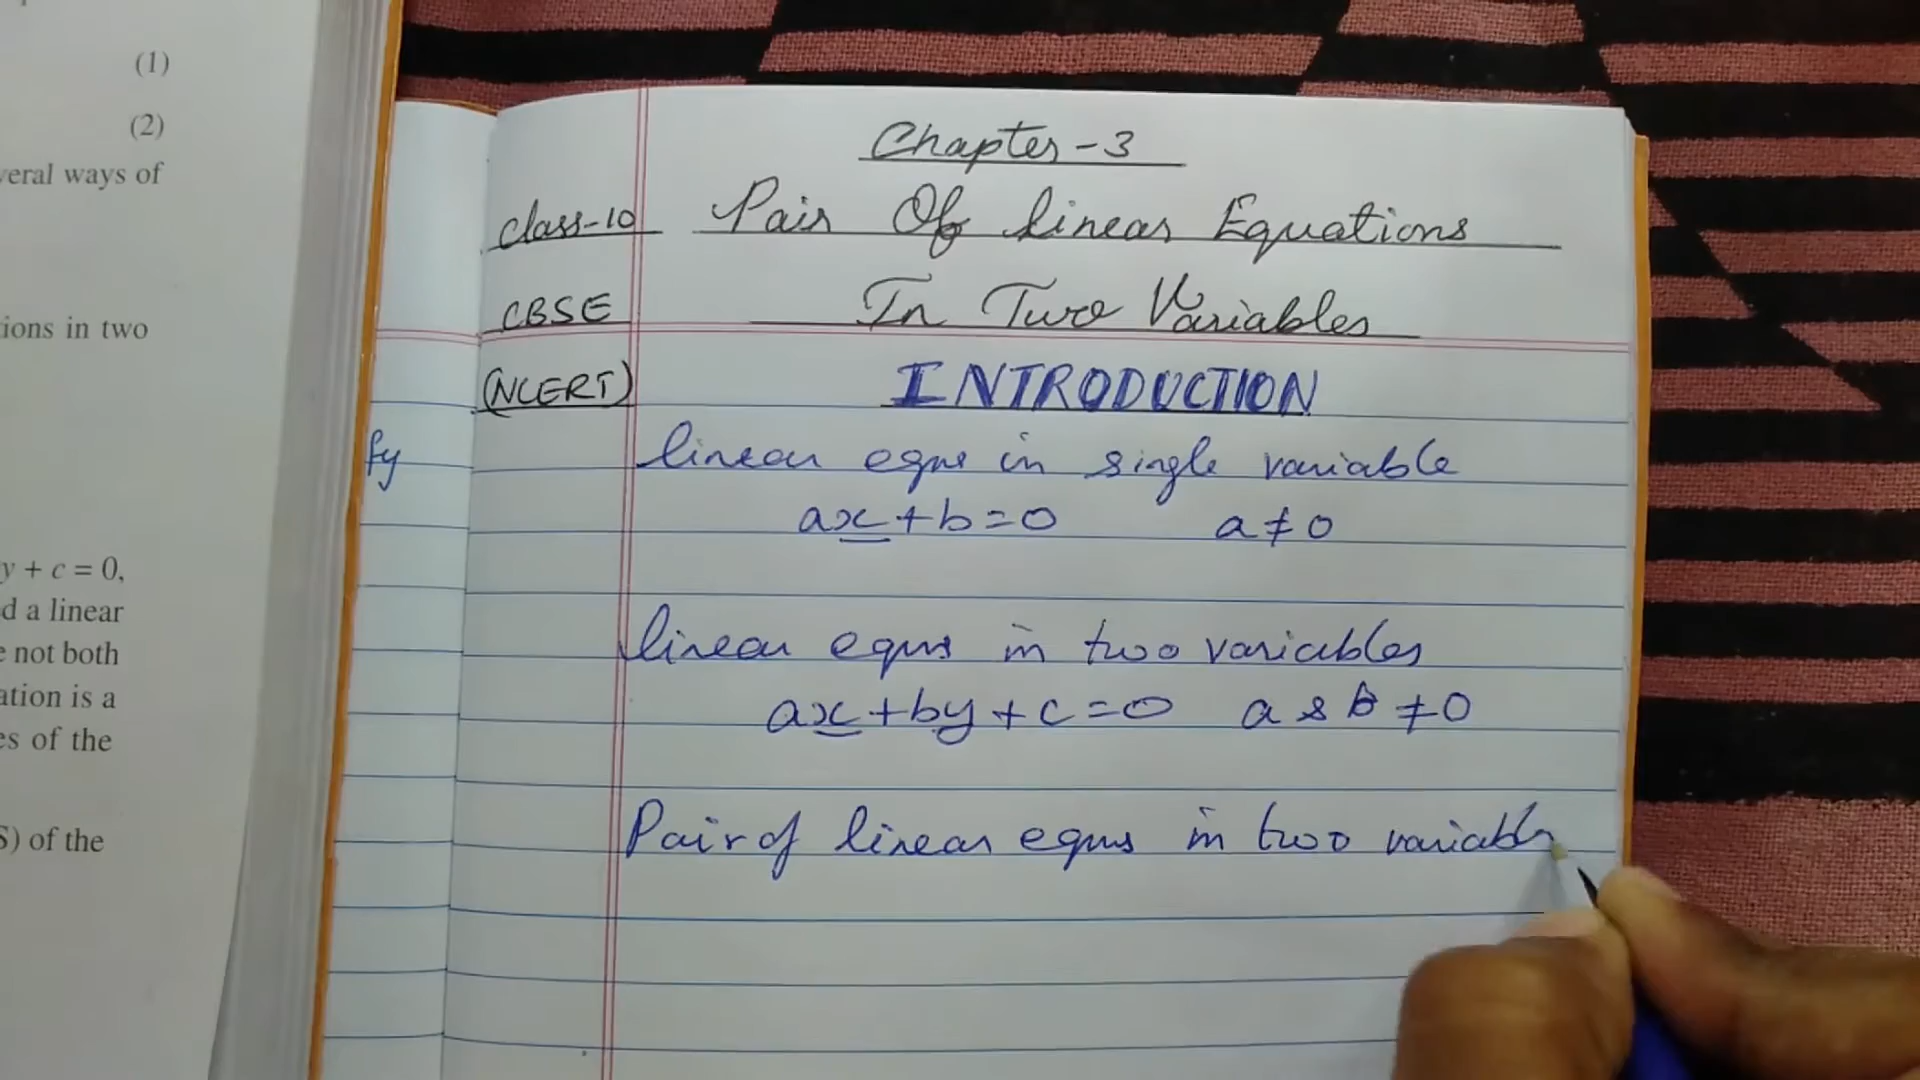 (1)
(2)
veral ways of
ions in two
y + c = 0,
d a linear
e not both
ation is a
es of the
S) of the
fy
Chapter - 3
Class-10 Pair Of linear Equations
CBSE In Two Variables
(NCERT) INTRODUCTION
linear eqns in single variable
ax + b = 0 a ≠ 0
linear eqns in two variables
ax + by + c = 0 a & b ≠ 0
Pair of linear eqns in two variable